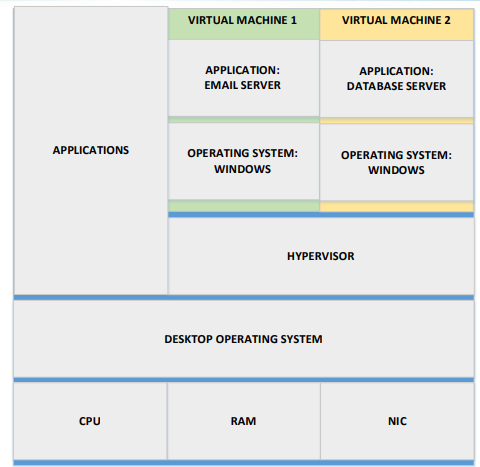 VIRTUAL MACHINE 1
VIRTUAL MACHINE 2
APPLICATION:
EMAIL SERVER
APPLICATION:
DATABASE SERVER
APPLICATIONS
OPERATING SYSTEM:
WINDOWS
OPERATING SYSTEM:
WINDOWS
HYPERVISOR
DESKTOP OPERATING SYSTEM
CPU
RAM
NIC